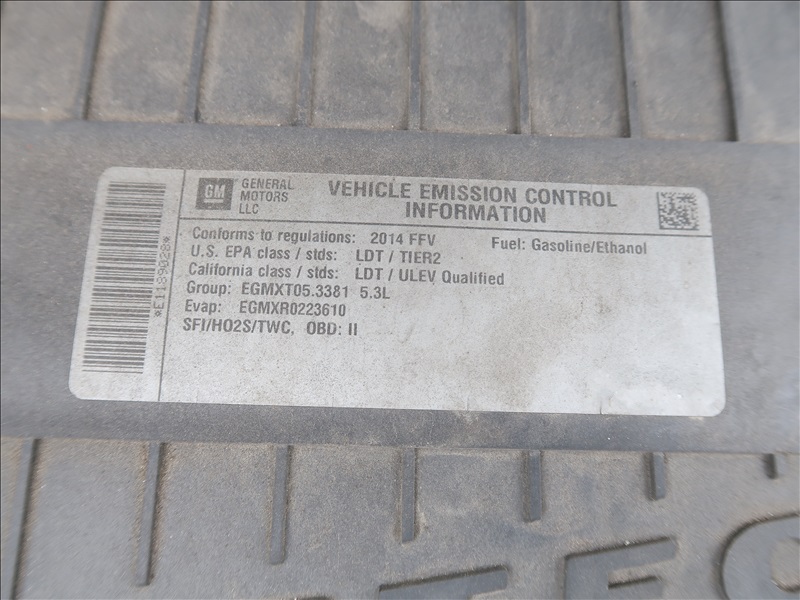 GM
GENERAL
MOTORS
LLC
VEHICLE EMISSION CONTROL
INFORMATION
Conforms to regulations: 2014 FFV
Fuel: Gasoline/Ethanol
U.S. EPA class / stds: LDT / TIER2
California class / stds: LDT / ULEV Qualified
Group: EGMXT05.3381 5.3L
Evap: EGMXR0223610
SFI/HO2S/TWC, OBD: II
*E1189028*